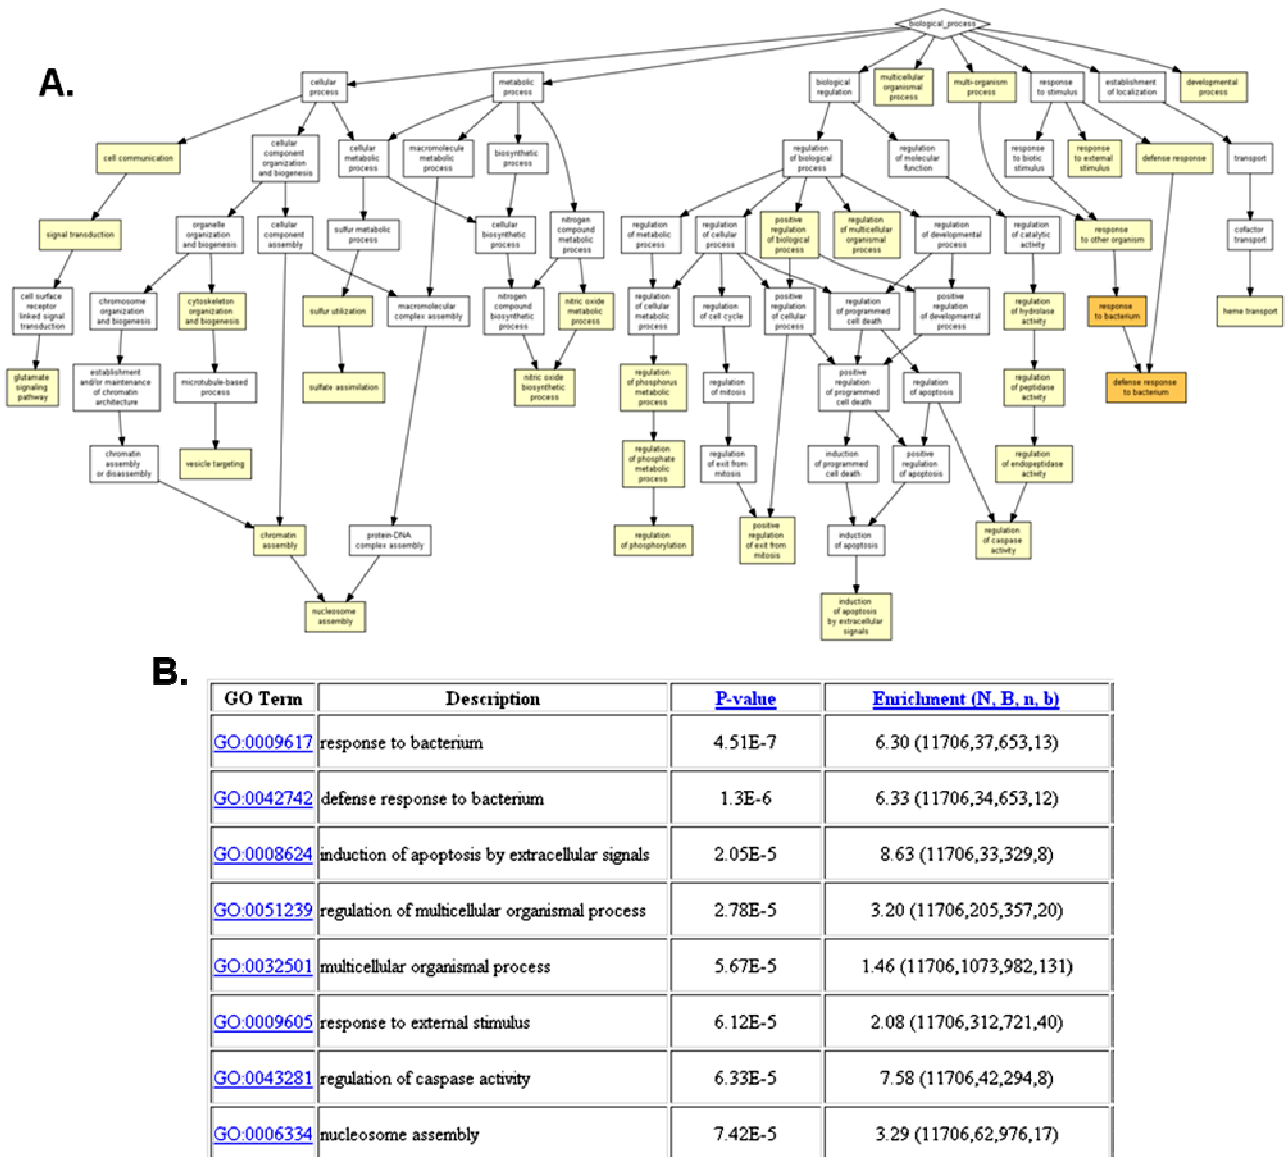 A.
biological_process
cellular
process
metabolic
process
biological
regulation
multicellular
organismal
process
multi-organism
process
response
to stimulus
establishment
of localization
developmental
process
cell communication
cellular
component
organization
and biogenesis
cellular
metabolic
process
macromolecule
metabolic
process
biosynthetic
process
regulation
of biological
process
regulation
of molecular
function
response
to biotic
stimulus
response
to external
stimulus
defense response
transport
signal transduction
organelle
organization
and biogenesis
cellular
component
assembly
sulfur metabolic
process
cellular
biosynthetic
process
nitrogen
compound
metabolic
process
regulation
of metabolic
process
regulation
of cellular
process
positive
regulation
of biological
process
regulation
of multicellular
organismal
process
regulation
of developmental
process
regulation
of catalytic
activity
response
to other organism
cofactor
transport
cell surface
receptor
linked signal
transduction
chromosome
organization
and biogenesis
cytoskeleton
organization
and biogenesis
sulfur utilization
macromolecular
complex assembly
nitrogen
compound
biosynthetic
process
nitric oxide
metabolic
process
regulation
of cellular
metabolic
process
regulation
of cell cycle
positive
regulation
of cellular
process
regulation
of programmed
cell death
positive
regulation
of developmental
process
regulation
of hydrolase
activity
response
to bacterium
heme transport
glutamate
signaling
pathway
establishment
and/or maintenance
of chromatin
architecture
microtubule-based
process
sulfate assimilation
nitric oxide
biosynthetic
process
regulation
of phosphorus
metabolic
process
regulation
of mitosis
positive
regulation
of programmed
cell death
regulation
of apoptosis
regulation
of peptidase
activity
defense response
to bacterium
chromatin
assembly
or disassembly
vesicle targeting
regulation
of phosphate
metabolic
process
regulation
of exit from
mitosis
induction
of programmed
cell death
positive
regulation
of apoptosis
regulation
of endopeptidase
activity
chromatin
assembly
protein-DNA
complex assembly
regulation
of phosphorylation
positive
regulation
of exit from
mitosis
induction
of apoptosis
regulation
of caspase
activity
nucleosome
assembly
induction
of apoptosis
by extracellular
signals
B.
GO Term Description P-value Enrichment (N, B, n, b)
GO:0009617 response to bacterium 4.51E-7 6.30 (11706,37,653,13)
GO:0042742 defense response to bacterium 1.3E-6 6.33 (11706,34,653,12)
GO:0008624 induction of apoptosis by extracellular signals 2.05E-5 8.63 (11706,33,329,8)
GO:0051239 regulation of multicellular organismal process 2.78E-5 3.20 (11706,205,357,20)
GO:0032501 multicellular organismal process 5.67E-5 1.46 (11706,1073,982,131)
GO:0009605 response to external stimulus 6.12E-5 2.08 (11706,312,721,40)
GO:0043281 regulation of caspase activity 6.33E-5 7.58 (11706,42,294,8)
GO:0006334 nucleosome assembly 7.42E-5 3.29 (11706,62,976,17)